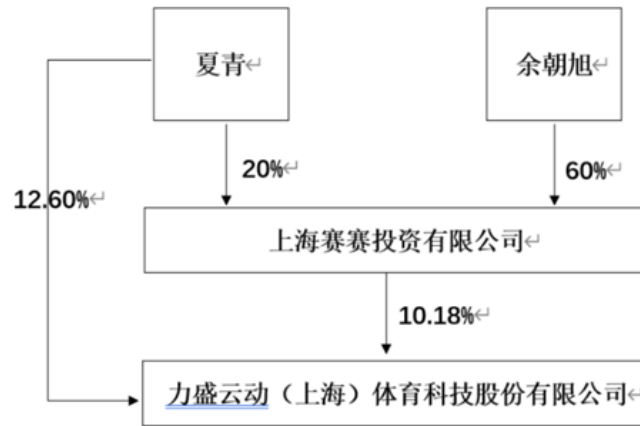 夏青
余朝旭
20%
60%
12.60%
上海赛赛投资有限公司
10.18%
力盛云动（上海）体育科技股份有限公司